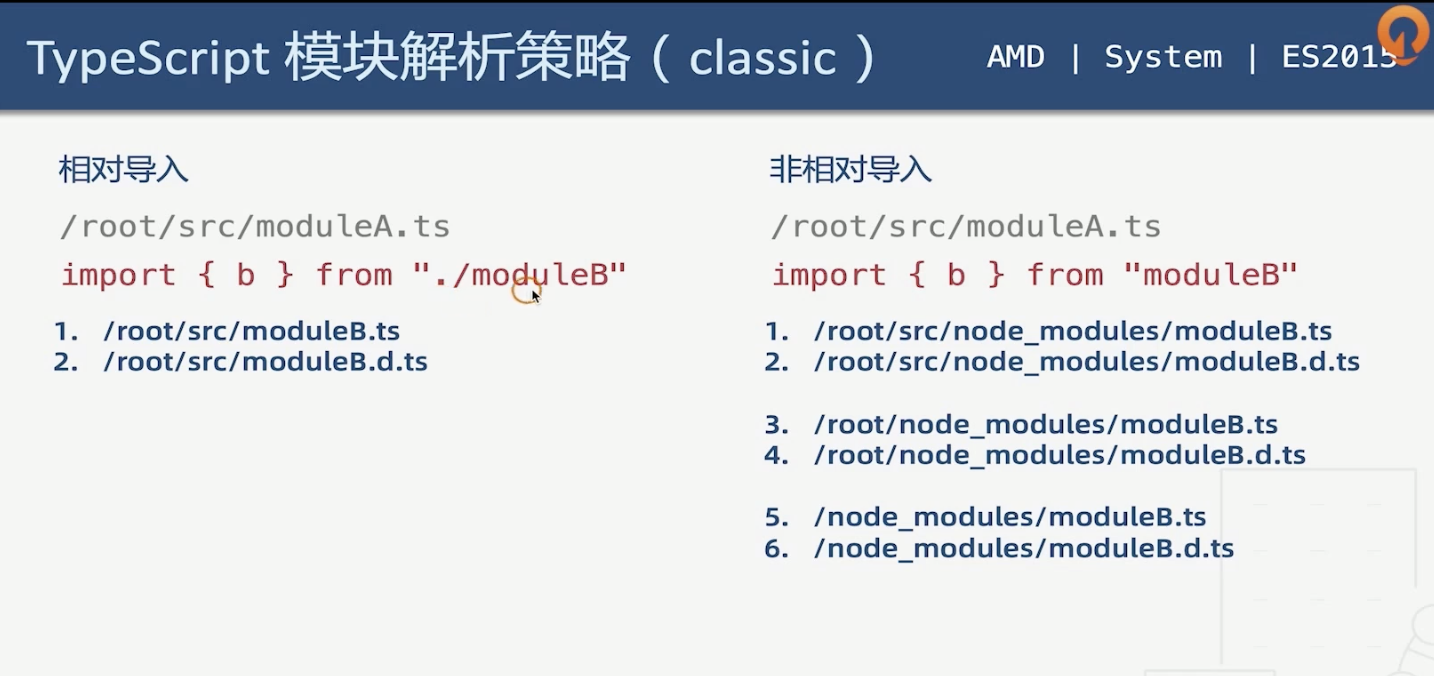 TypeScript 模块解析策略（classic）
AMD | System | ES2015
相对导入
/root/src/moduleA.ts
import { b } from "./moduleB"
1. /root/src/moduleB.ts
2. /root/src/moduleB.d.ts
非相对导入
/root/src/moduleA.ts
import { b } from "moduleB"
1. /root/src/node_modules/moduleB.ts
2. /root/src/node_modules/moduleB.d.ts
3. /root/node_modules/moduleB.ts
4. /root/node_modules/moduleB.d.ts
5. /node_modules/moduleB.ts
6. /node_modules/moduleB.d.ts